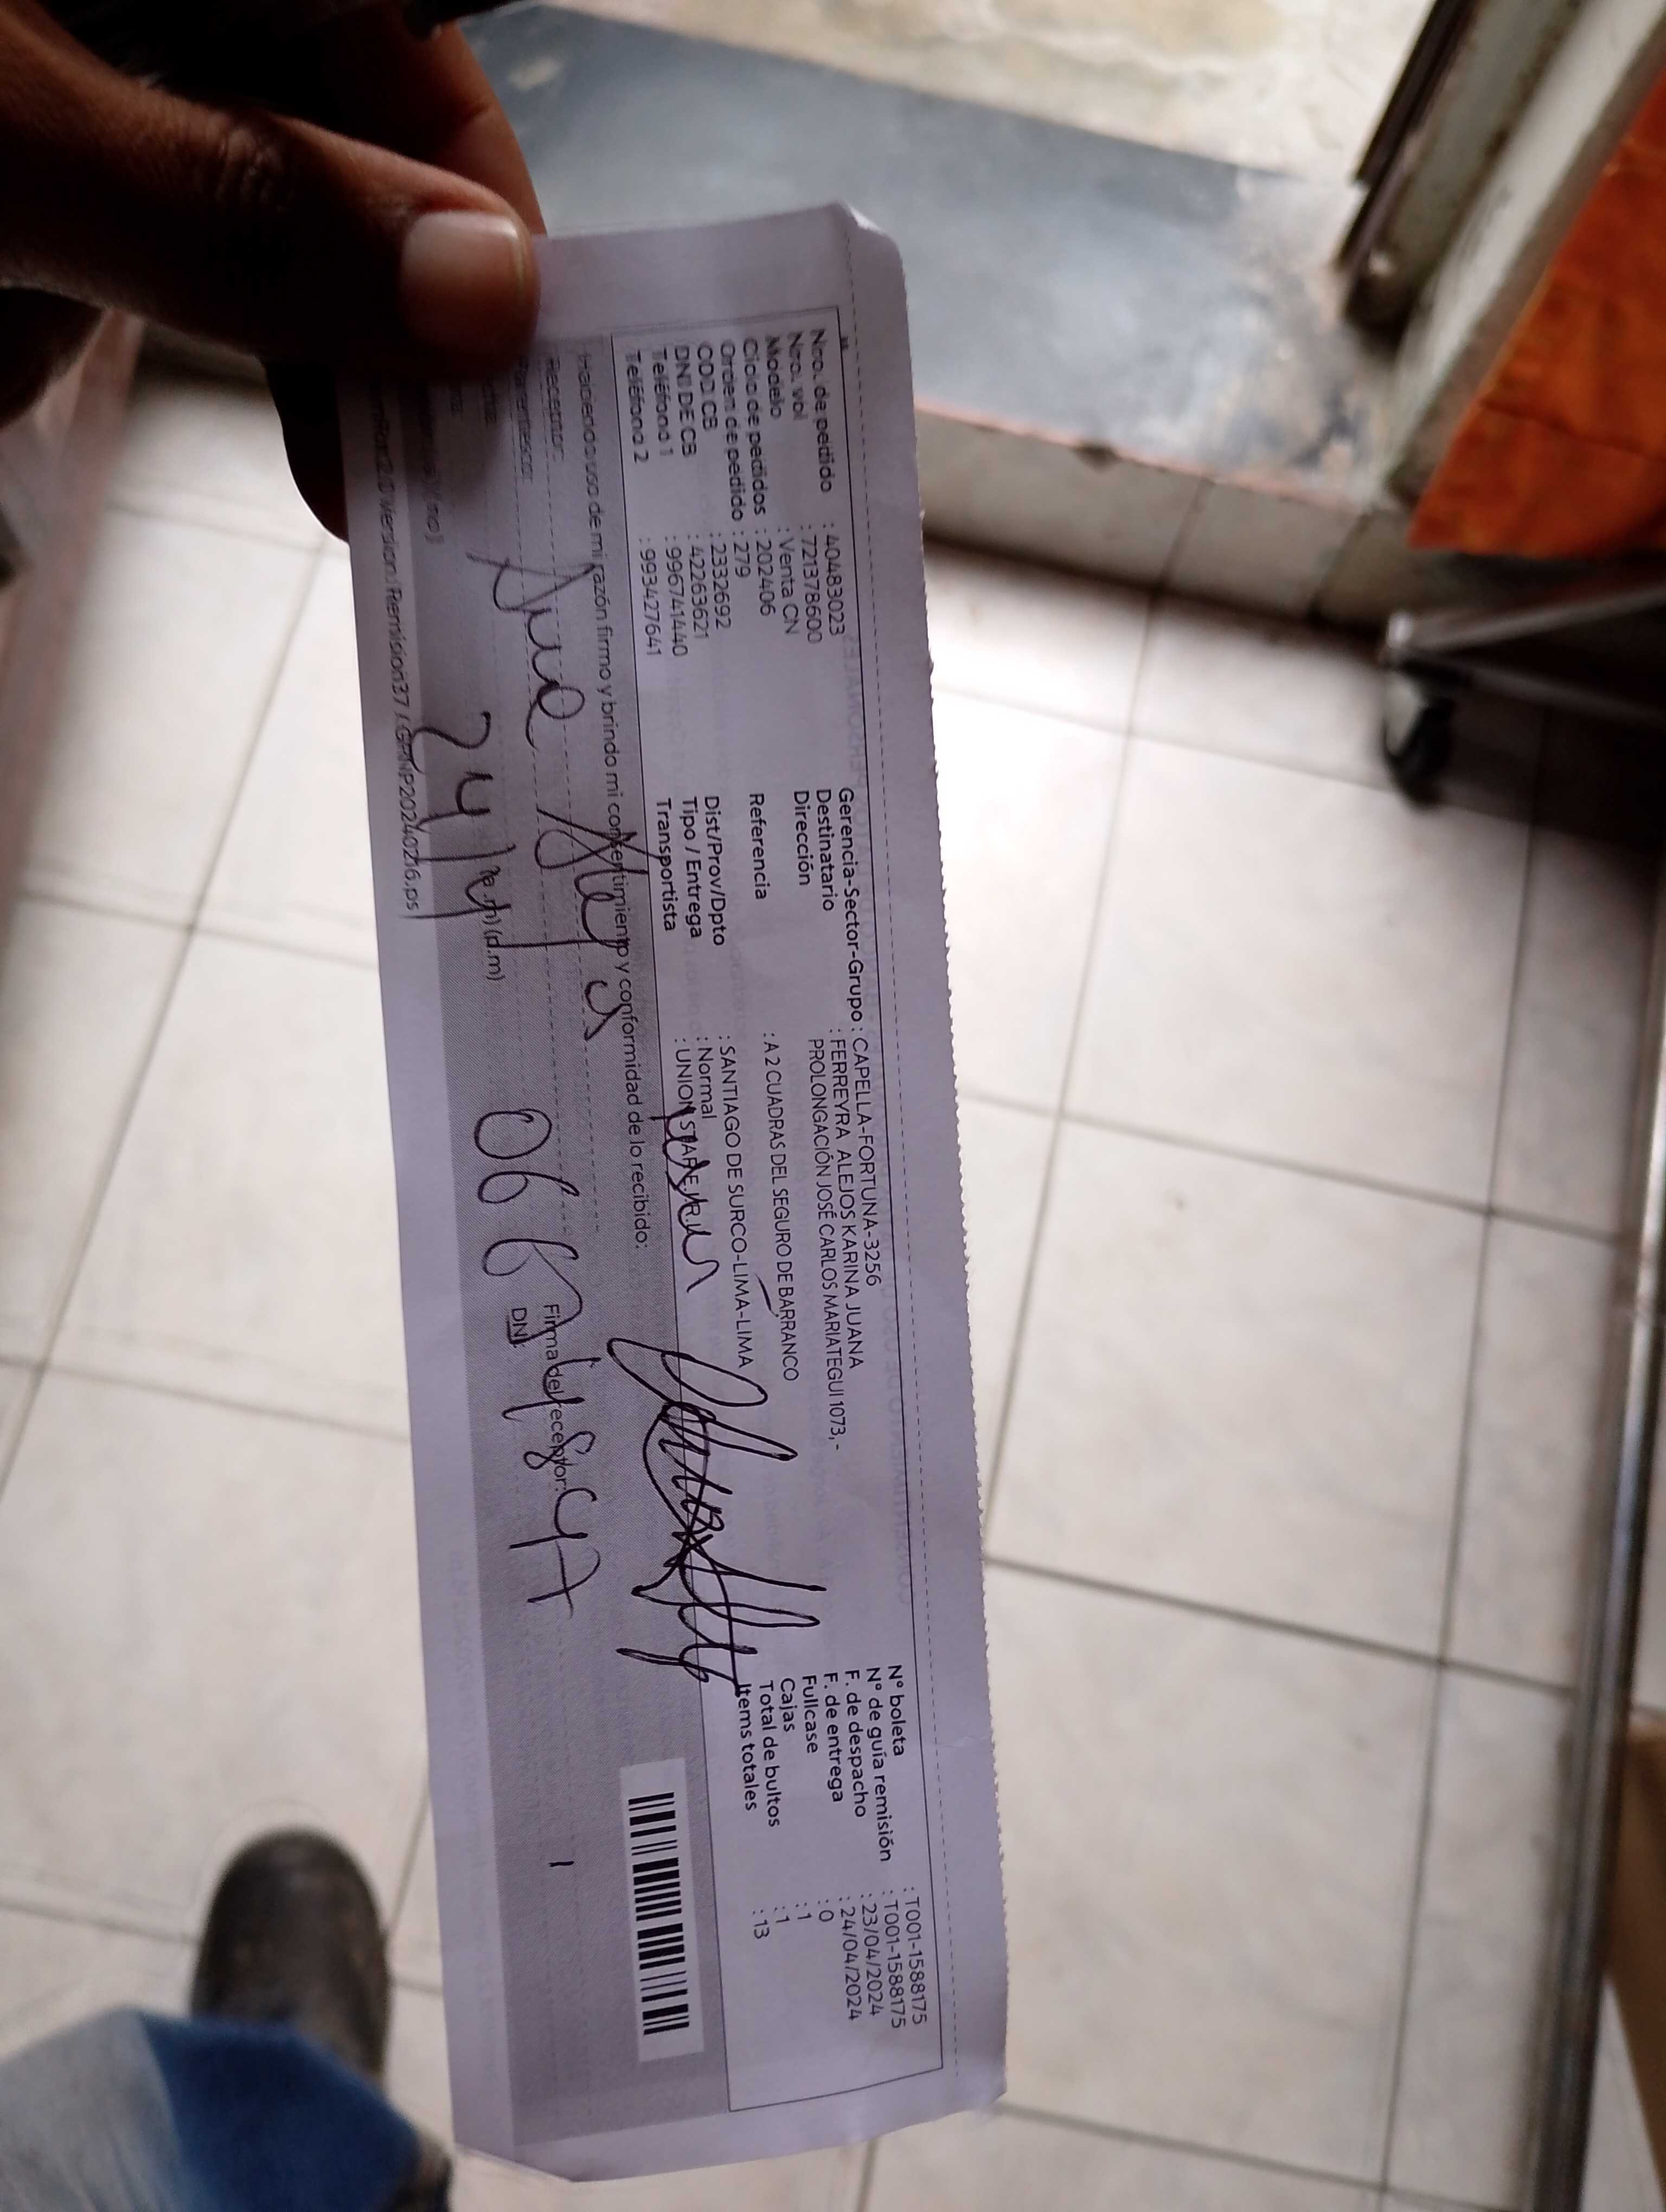 Nro. de pedido : 40483023
Nro. vol : 721378600
Modelo : Venta CN
Ciclo de pedidos : 202406
Orden de pedido : 279
COD CB : 2332692
DNI DE CB : 42263621
Teléfono 1 : 996741440
Teléfono 2 : 993427641
Gerencia-Sector-Grupo : CAPELLA-FORTUNA-3256
Destinatario : FERREYRA ALEJOS KARINA JUANA
Dirección PROLONGACIÓN JOSÉ CARLOS MARIATEGUI 1073,-
Referencia : A 2 CUADRAS DEL SEGURO DE BARRANCO
Dist/Prov/Dpto : SANTIAGO DE SURCO-LIMA-LIMA
Tipo / Entrega : Normal
Transportista : UNION STAR E.I.R.L
N° boleta : T001-1588175
N° de guía remisión : T001-1588175
F. de despacho : 23/04/2024
F. de entrega : 24/04/2024
Fullcase : 0
Cajas : 1
Total de bultos : 1
Items totales : 13
Haciendo uso de mi razón firmo y brindo mi consentimiento y conformidad de lo recibido:
Receptor:
Parentesco:
(p.m) (d.m)
24/4
Firma del receptor:
DNI: